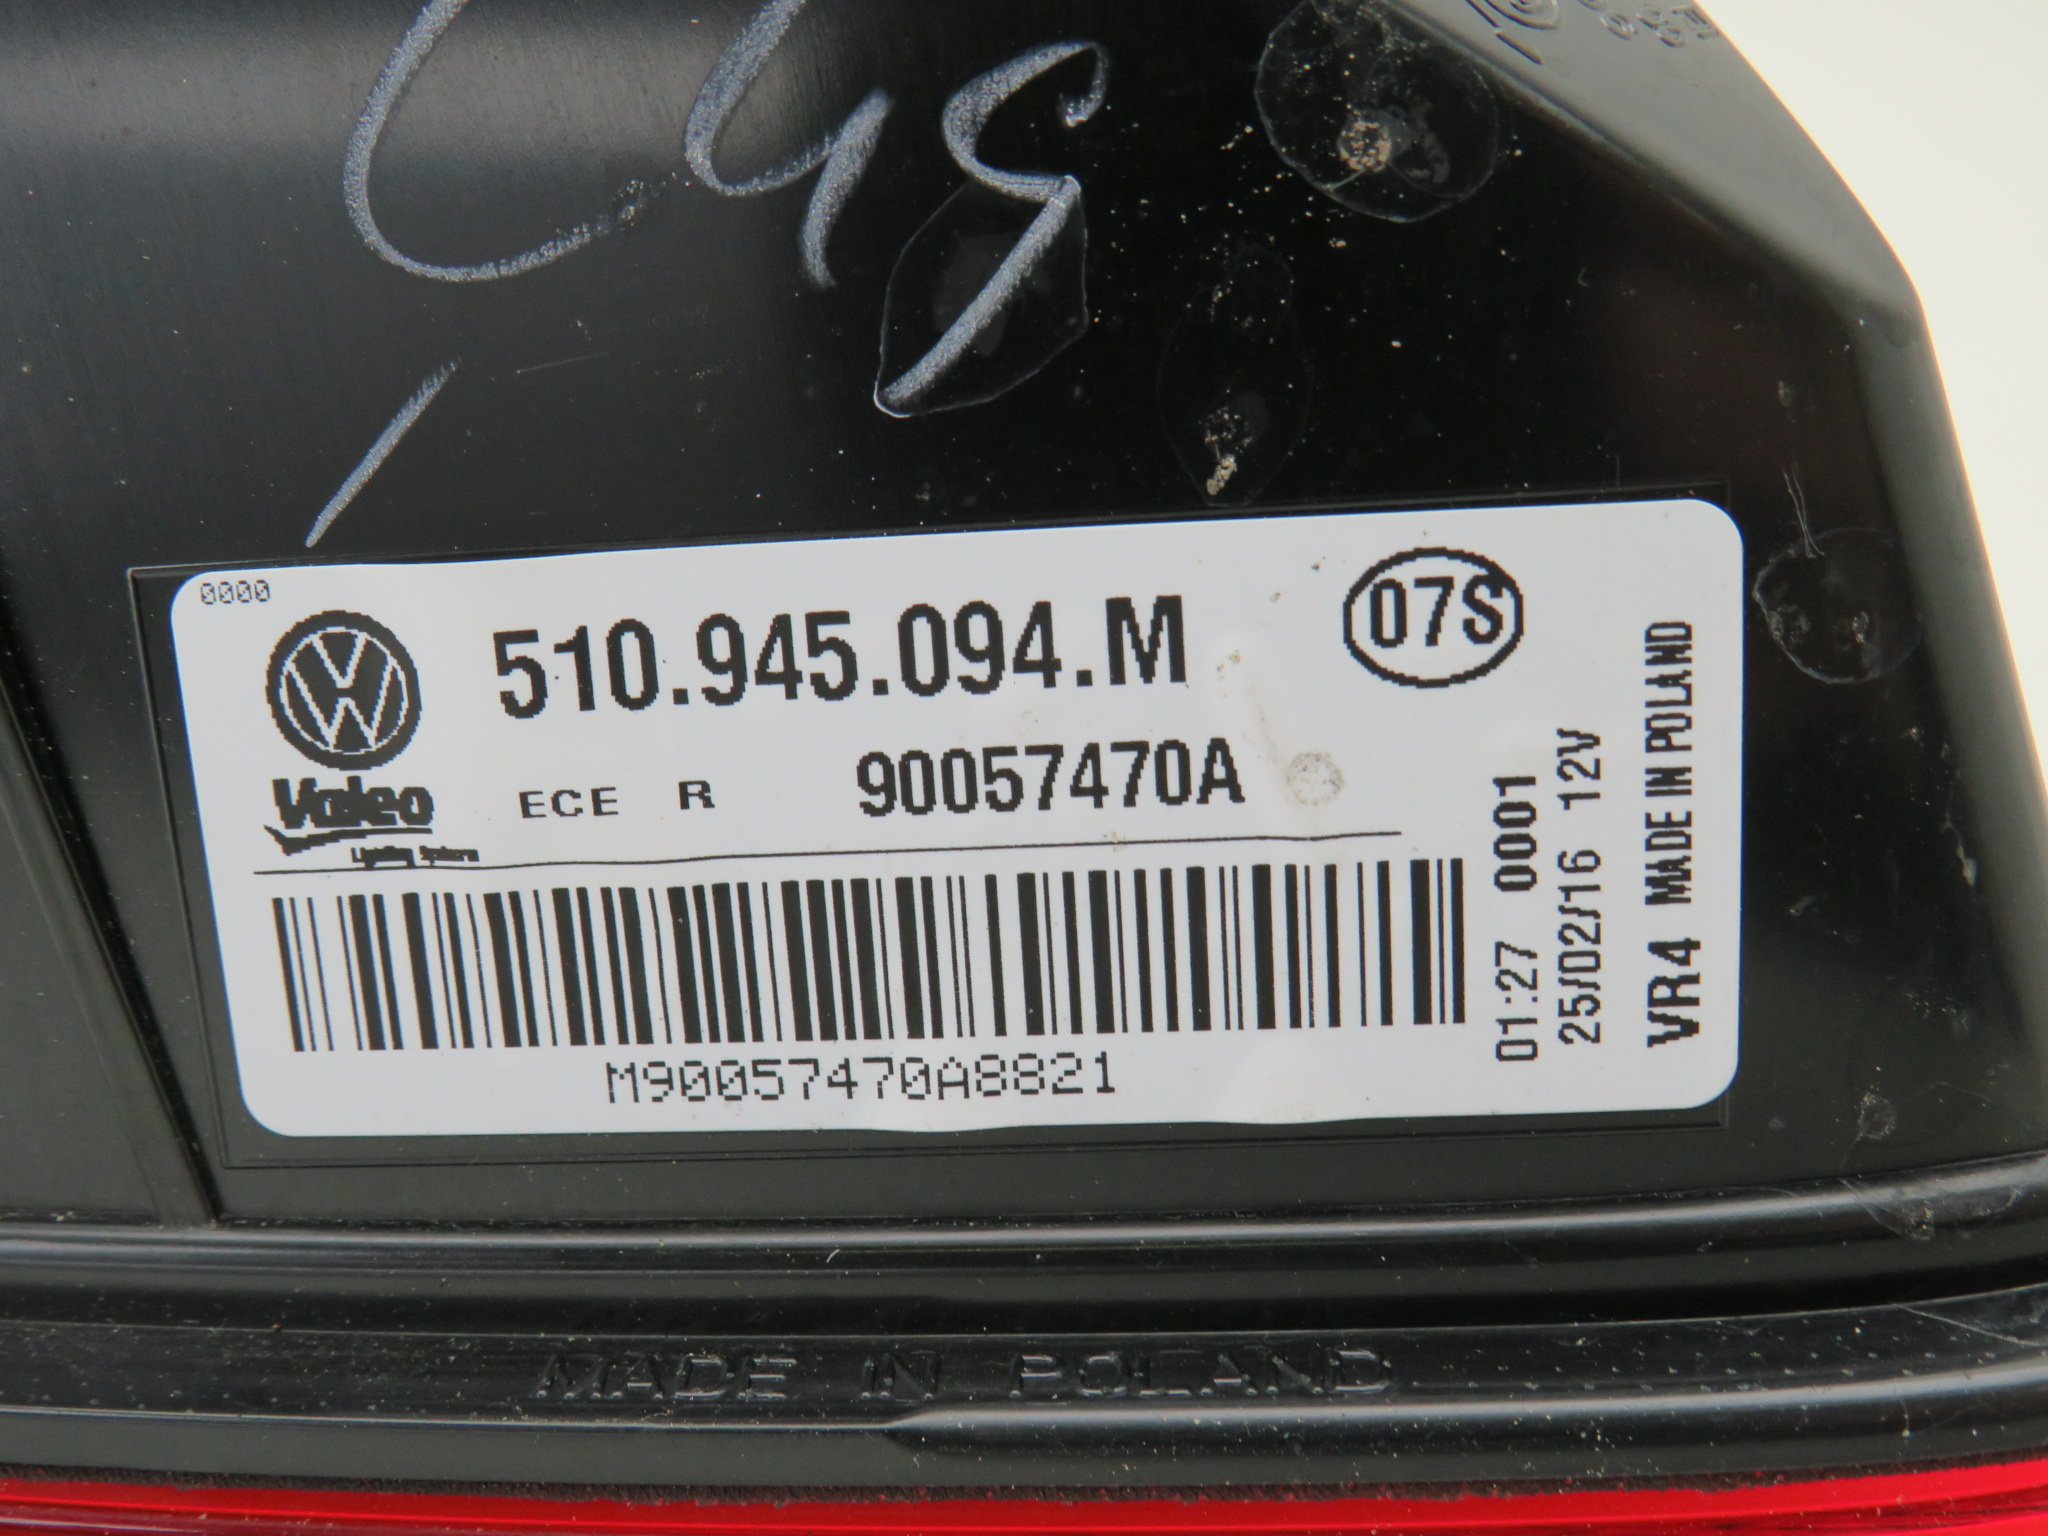 0000
510.945.094.M
07S
Valeo
ECE R 90057470A
M90057470A8821
01:27 0001
25/02/16 12V
VR4 MADE IN POLAND
MADE IN POLAND